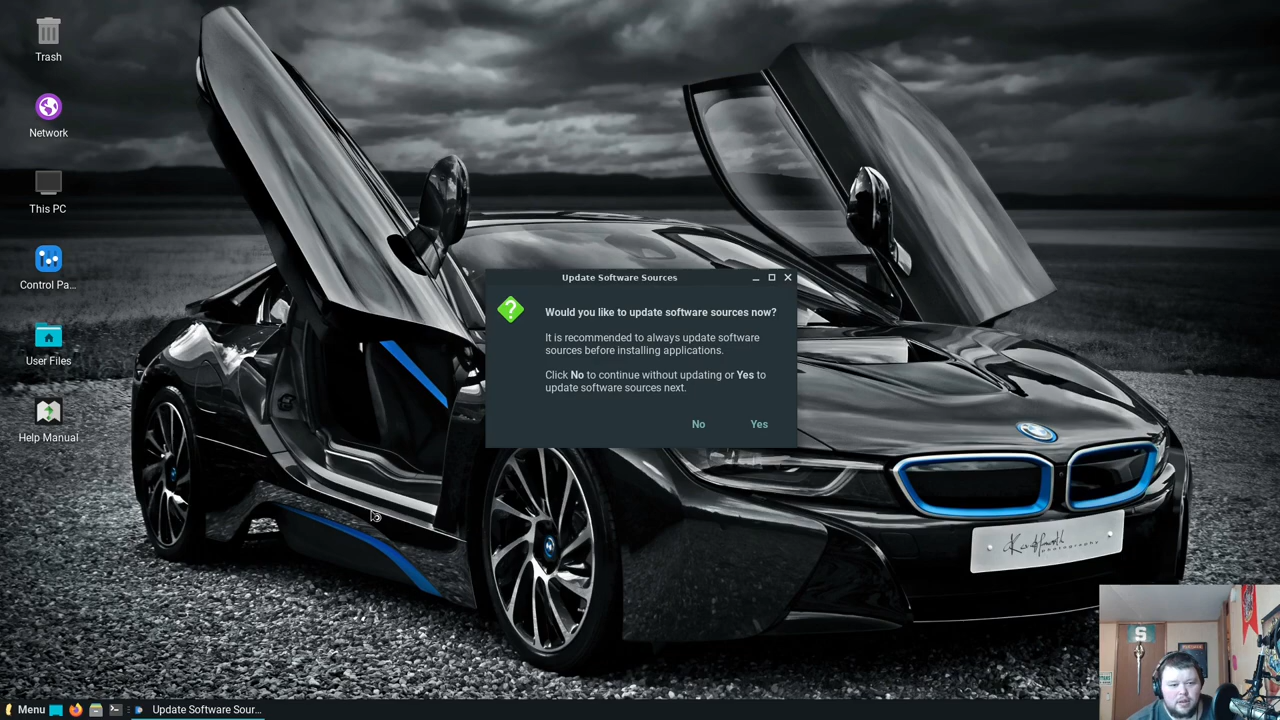 Trash
Network
This PC
Control Pa...
User Files
Help Manual
Update Software Sources
Would you like to update software sources now?
It is recommended to always update software
sources before installing applications.
Click No to continue without updating or Yes to
update software sources next.
No
Yes
photography
S
Menu
Update Software Sour...